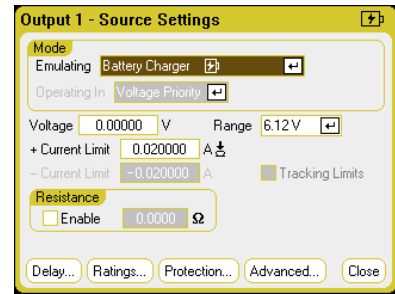 Output 1 - Source Settings
Mode
Emulating Battery Charger
Operating In Voltage Priority
Voltage 0.00000 V Range 6.12 V
+ Current Limit 0.020000 A
- Current Limit -0.020000 A Tracking Limits
Resistance
Enable 0.0000 Ω
Delay... Ratings... Protection... Advanced... Close